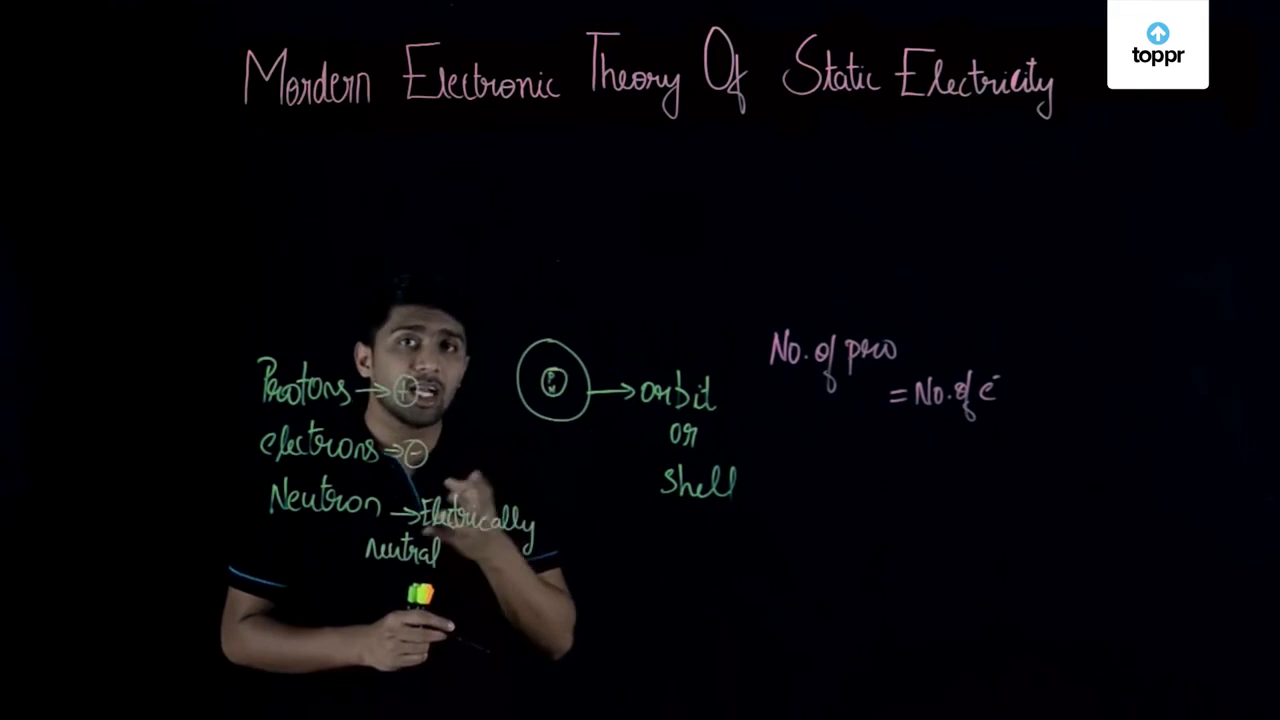 Mordern Electronic Theory Of Static Electricity
toppr
Protons → +
electrons → -
Neutron → Electrically
neutral
P
N
→ orbit
or
shell
No. of pro
= No. of e⁻